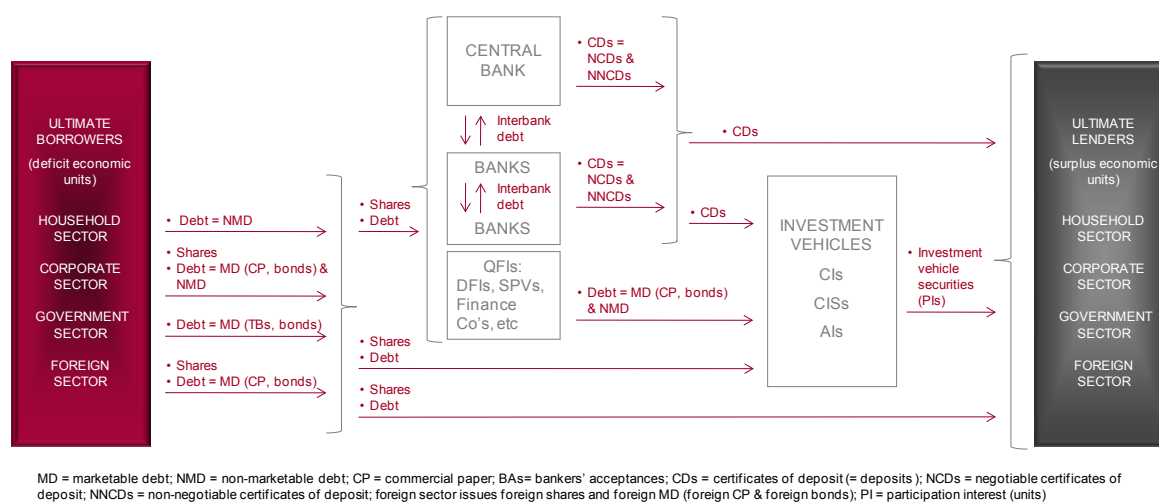 ULTIMATE
BORROWERS
(deficit economic
units)
HOUSEHOLD
SECTOR
CORPORATE
SECTOR
GOVERNMENT
SECTOR
FOREIGN
SECTOR
• Debt = NMD
• Shares
• Debt = MD (CP, bonds) &
NMD
• Debt = MD (TBs, bonds)
• Shares
• Debt = MD (CP, bonds)
• Shares
• Debt
CENTRAL
BANK
Interbank
debt
BANKS
Interbank
debt
BANKS
QFIs:
DFIs, SPVs,
Finance
Co's, etc
• CDs =
NCDs &
NNCDs
• CDs =
NCDs &
NNCDs
• Debt = MD (CP, bonds)
& NMD
• Shares
• Debt
• Shares
• Debt
• CDs
• CDs
INVESTMENT
VEHICLES
CIs
CISs
AIs
• Investment
vehicle
securities
(PIs)
ULTIMATE
LENDERS
(surplus economic
units)
HOUSEHOLD
SECTOR
CORPORATE
SECTOR
GOVERNMENT
SECTOR
FOREIGN
SECTOR
MD = marketable debt; NMD = non-marketable debt; CP = commercial paper; BAs= bankers' acceptances; CDs = certificates of deposit (= deposits ); NCDs = negotiable certificates of
deposit; NNCDs = non-negotiable certificates of deposit; foreign sector issues foreign shares and foreign MD (foreign CP & foreign bonds); PI = participation interest (units)